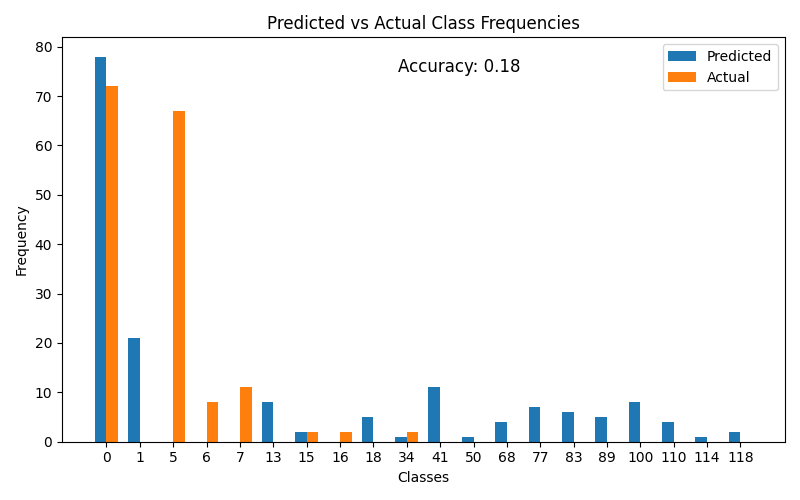 Predicted vs Actual Class Frequencies
Accuracy: 0.18
Predicted
Actual
80
70
60
50
40
30
20
10
0
Frequency
0 1 5 6 7 13 15 16 18 34 41 50 68 77 83 89 100 110 114 118
Classes